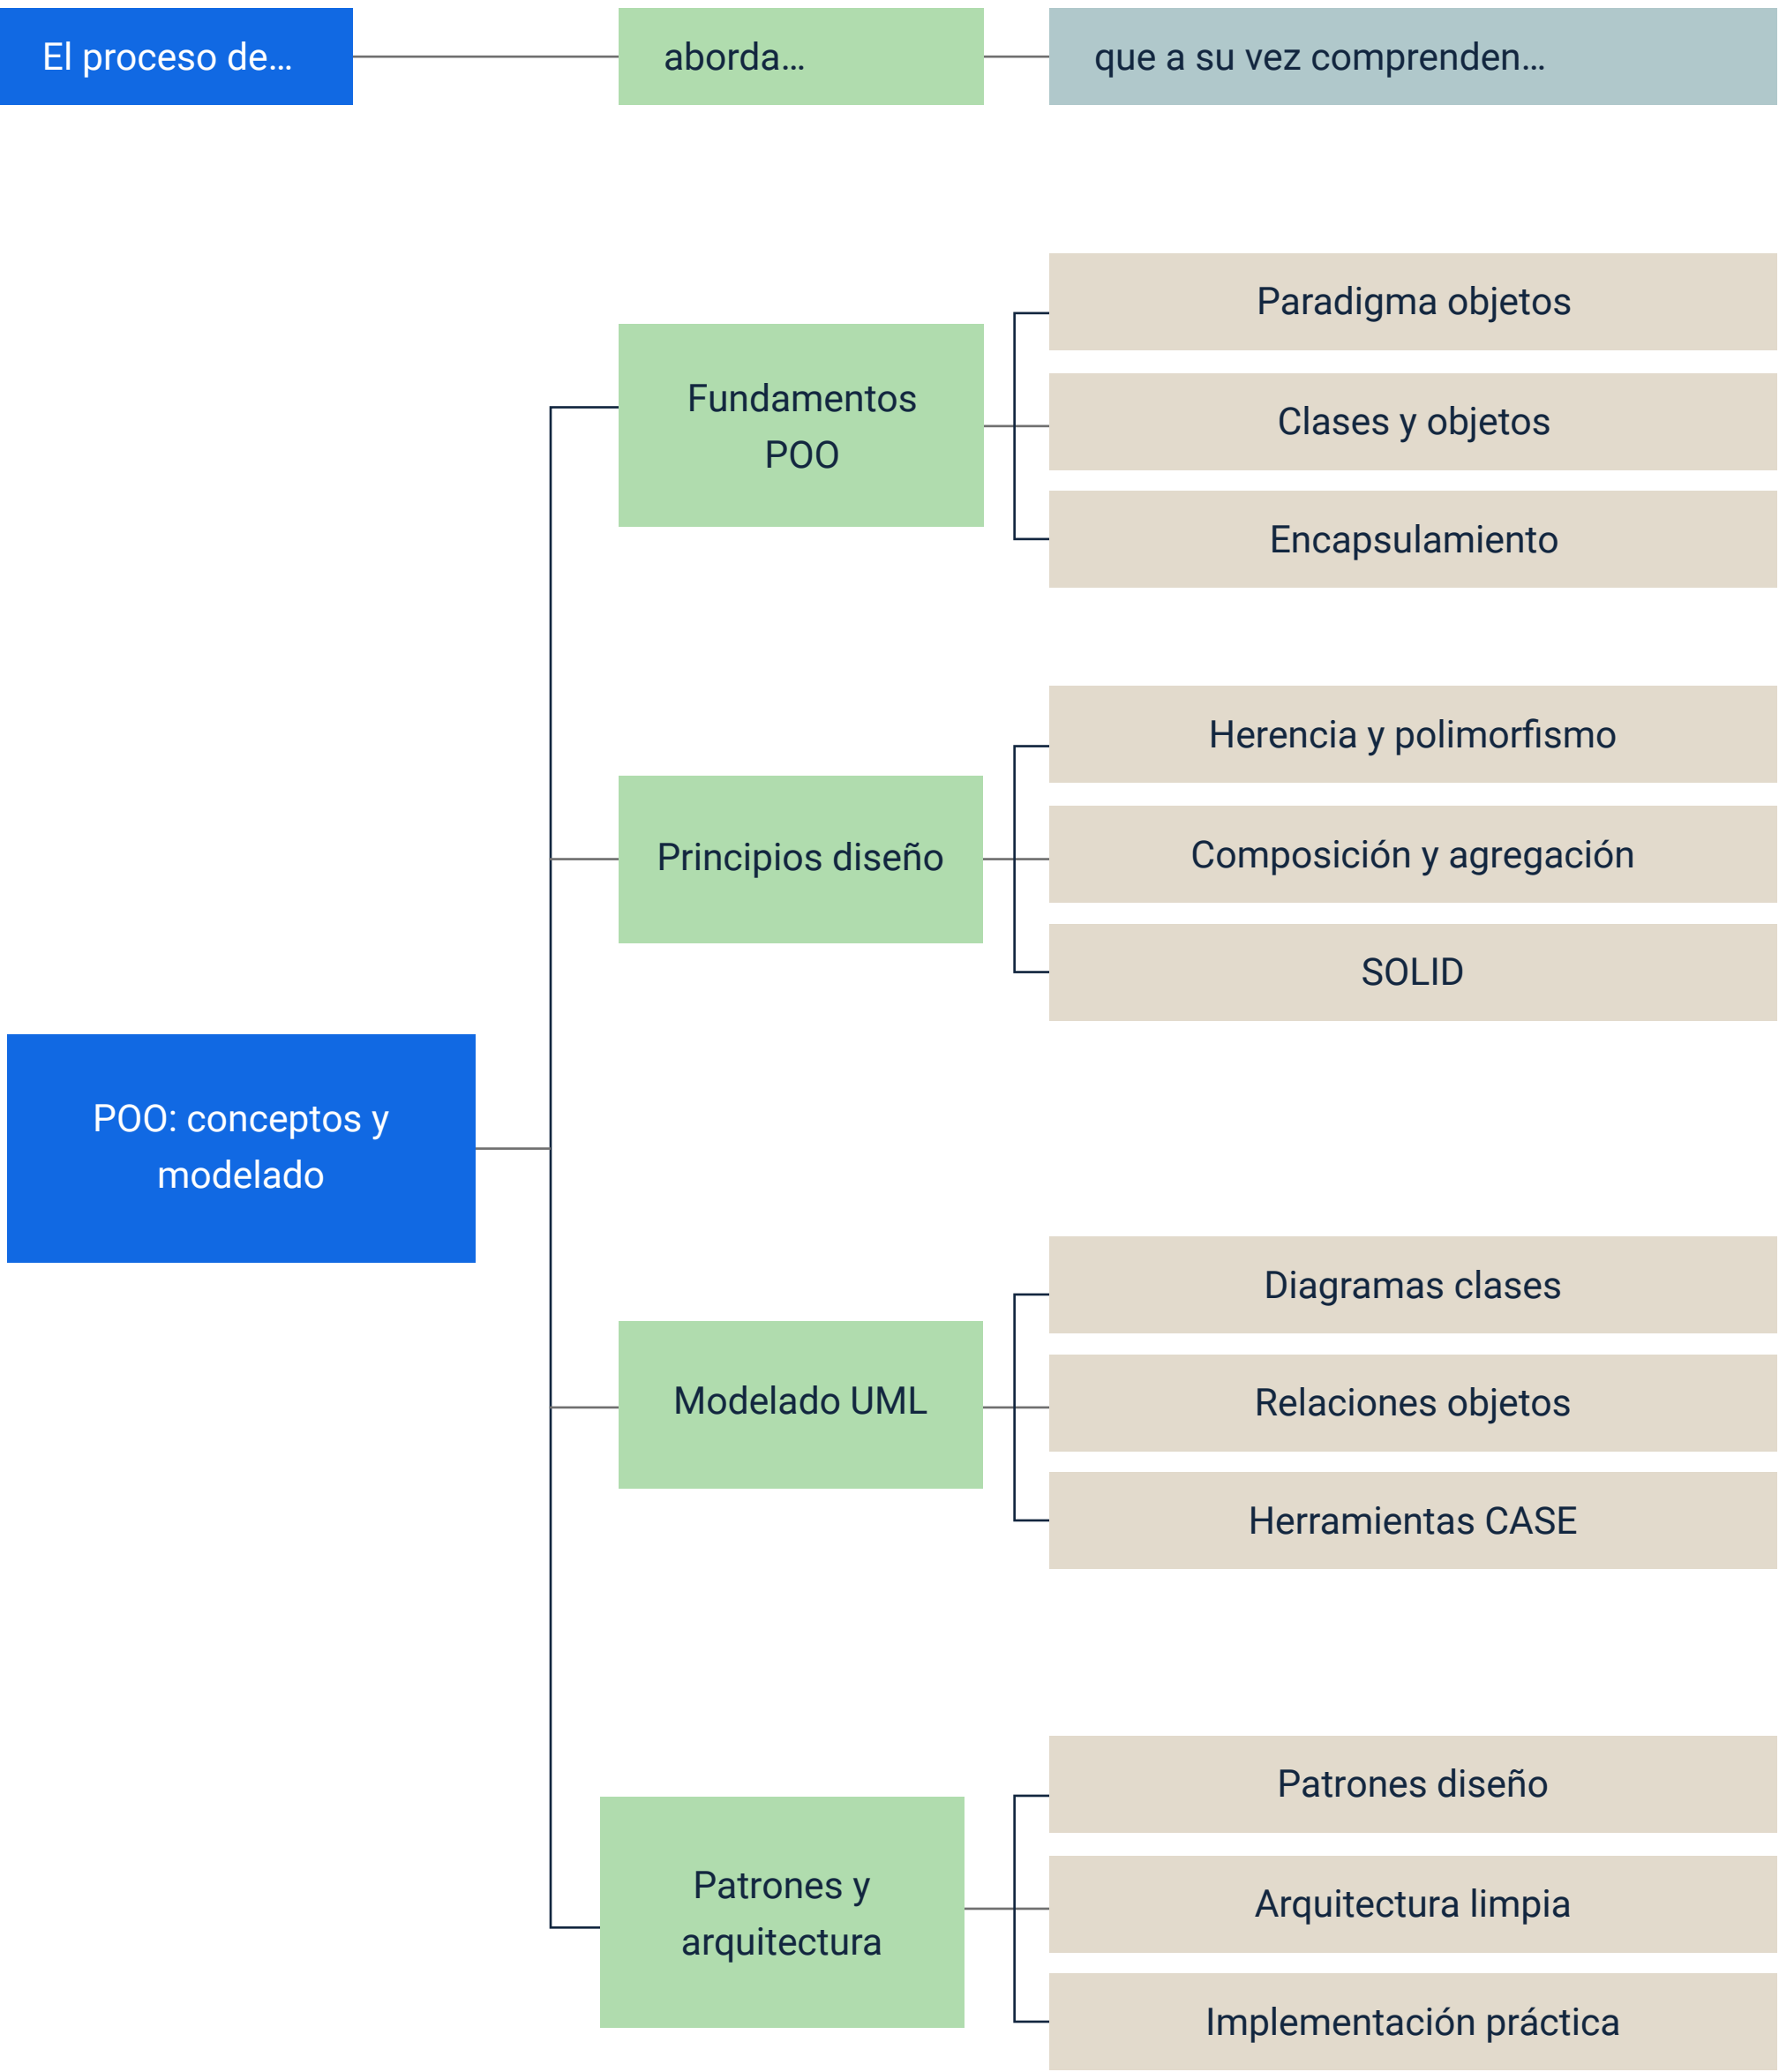 El proceso de...
aborda...
que a su vez comprenden...
Paradigma objetos
Fundamentos
POO
Clases y objetos
Encapsulamiento
Herencia y polimorfismo
Principios diseño
Composición y agregación
SOLID
POO: conceptos y
modelado
Diagramas clases
Modelado UML
Relaciones objetos
Herramientas CASE
Patrones diseño
Patrones y
arquitectura
Arquitectura limpia
Implementación práctica